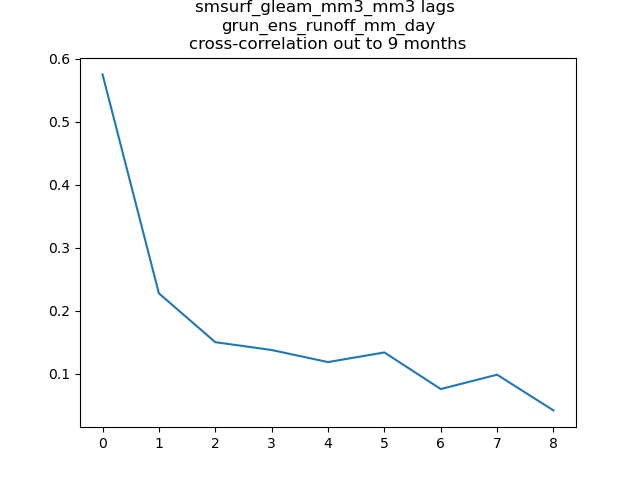 smsurf_gleam_mm3_mm3 lags
grun_ens_runoff_mm_day
cross-correlation out to 9 months
0.6
0.5
0.4
0.3
0.2
0.1
0 1 2 3 4 5 6 7 8